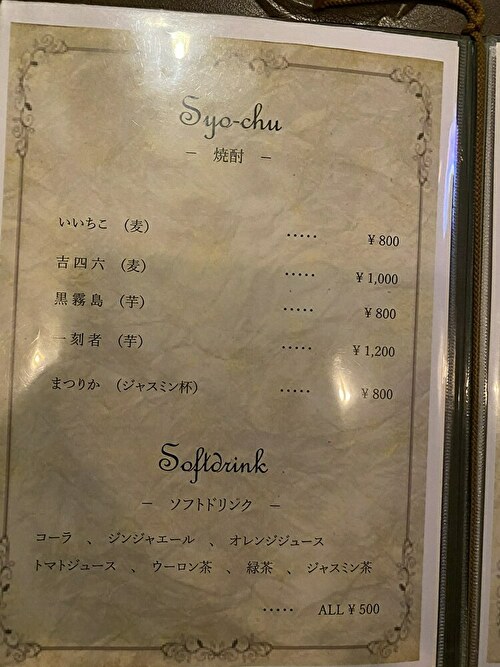 Syo-chu
－ 焼酎 －
いいちこ （麦） ..... ¥800
吉四六 （麦） ..... ¥1,000
黒霧島 （芋） ..... ¥800
一刻者 （芋） ..... ¥1,200
まつりか （ジャスミン杯） ..... ¥800
Softdrink
－ ソフトドリンク －
コーラ 、 ジンジャエール 、 オレンジジュース
トマトジュース 、 ウーロン茶 、 緑茶 、 ジャスミン茶
..... ALL ¥500